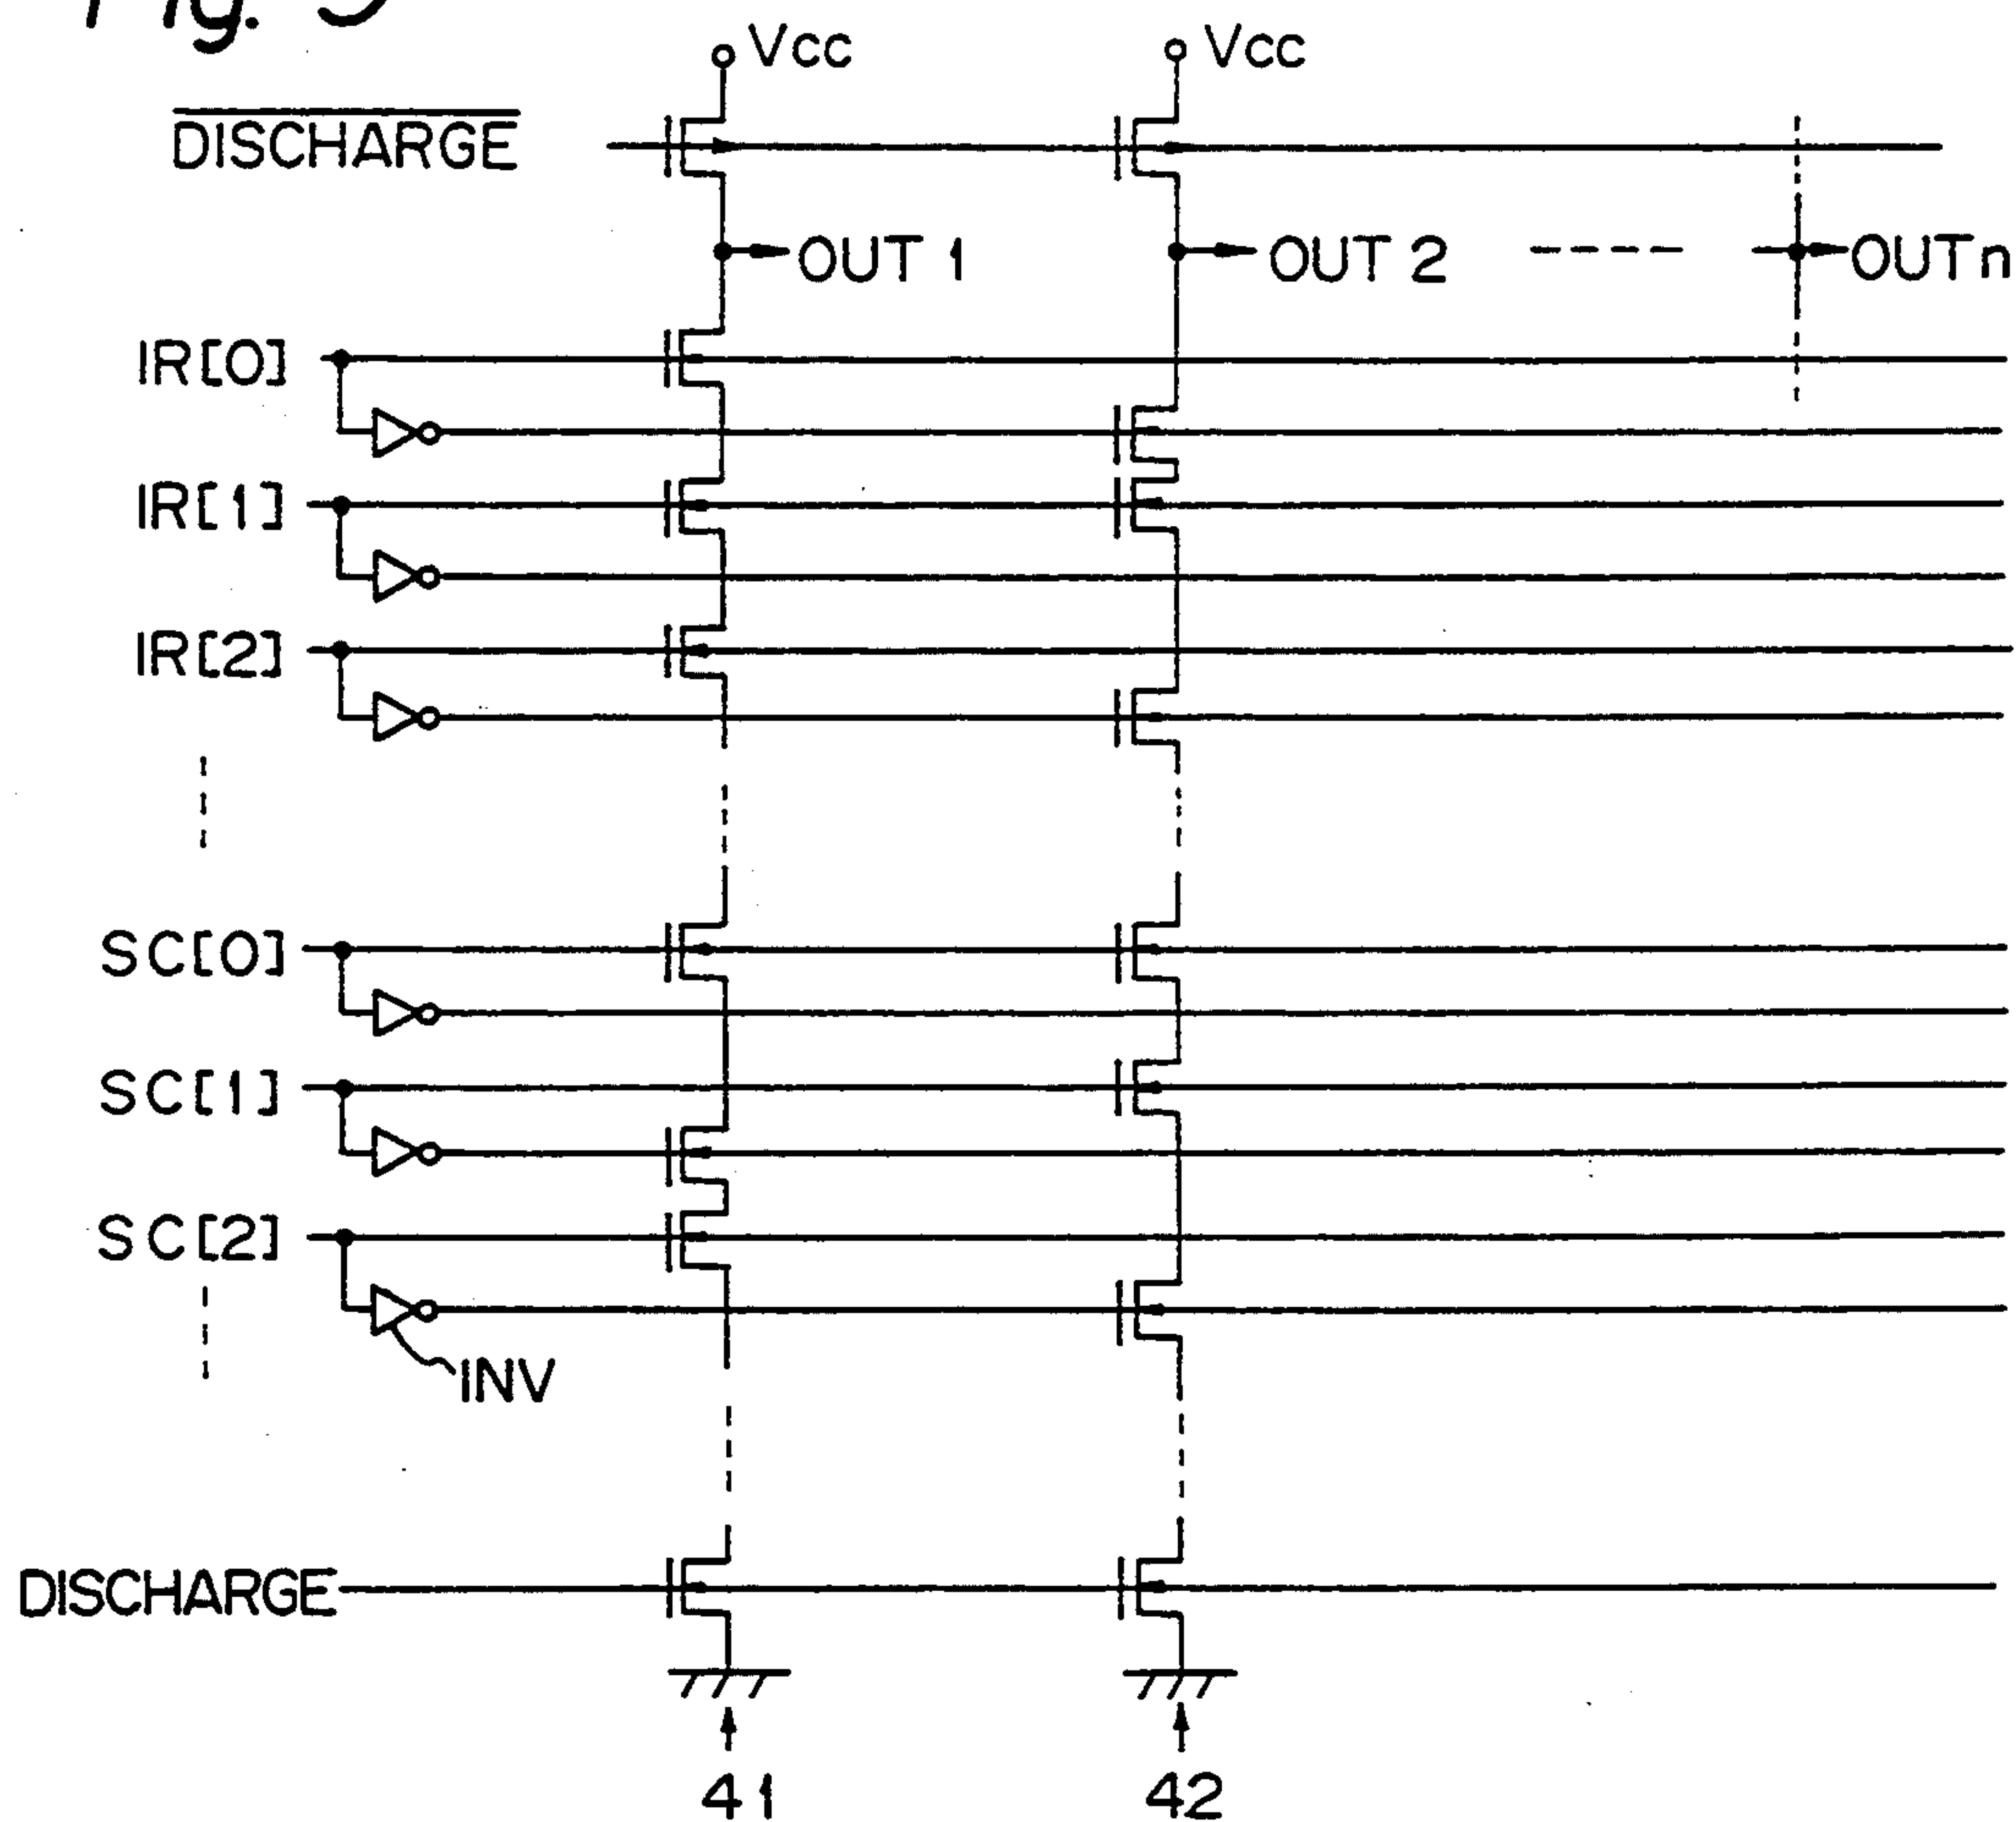 Fig. 5
Vcc Vcc
DISCHARGE
OUT 1 OUT 2 OUTn
IR[0]
IR[1]
IR[2]
SC[0]
SC[1]
SC[2]
INV
DISCHARGE
41 42